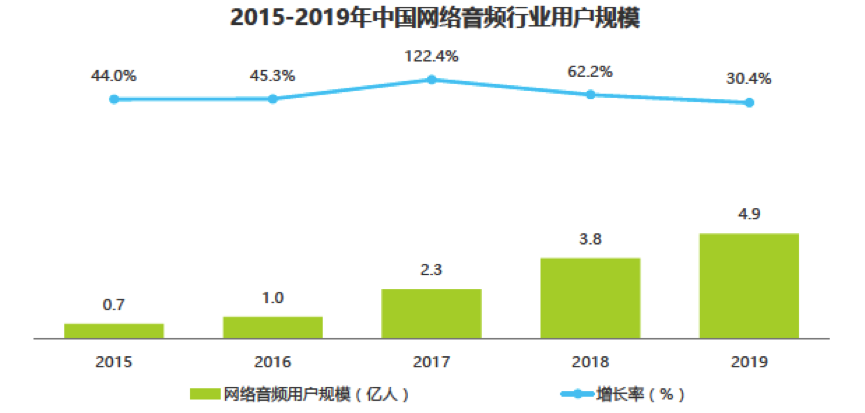 2015-2019年中国网络音频行业用户规模
44.0% 45.3% 122.4% 62.2% 30.4%
0.7 1.0 2.3 3.8 4.9
2015 2016 2017 2018 2019
网络音频用户规模（亿人） 增长率（%）